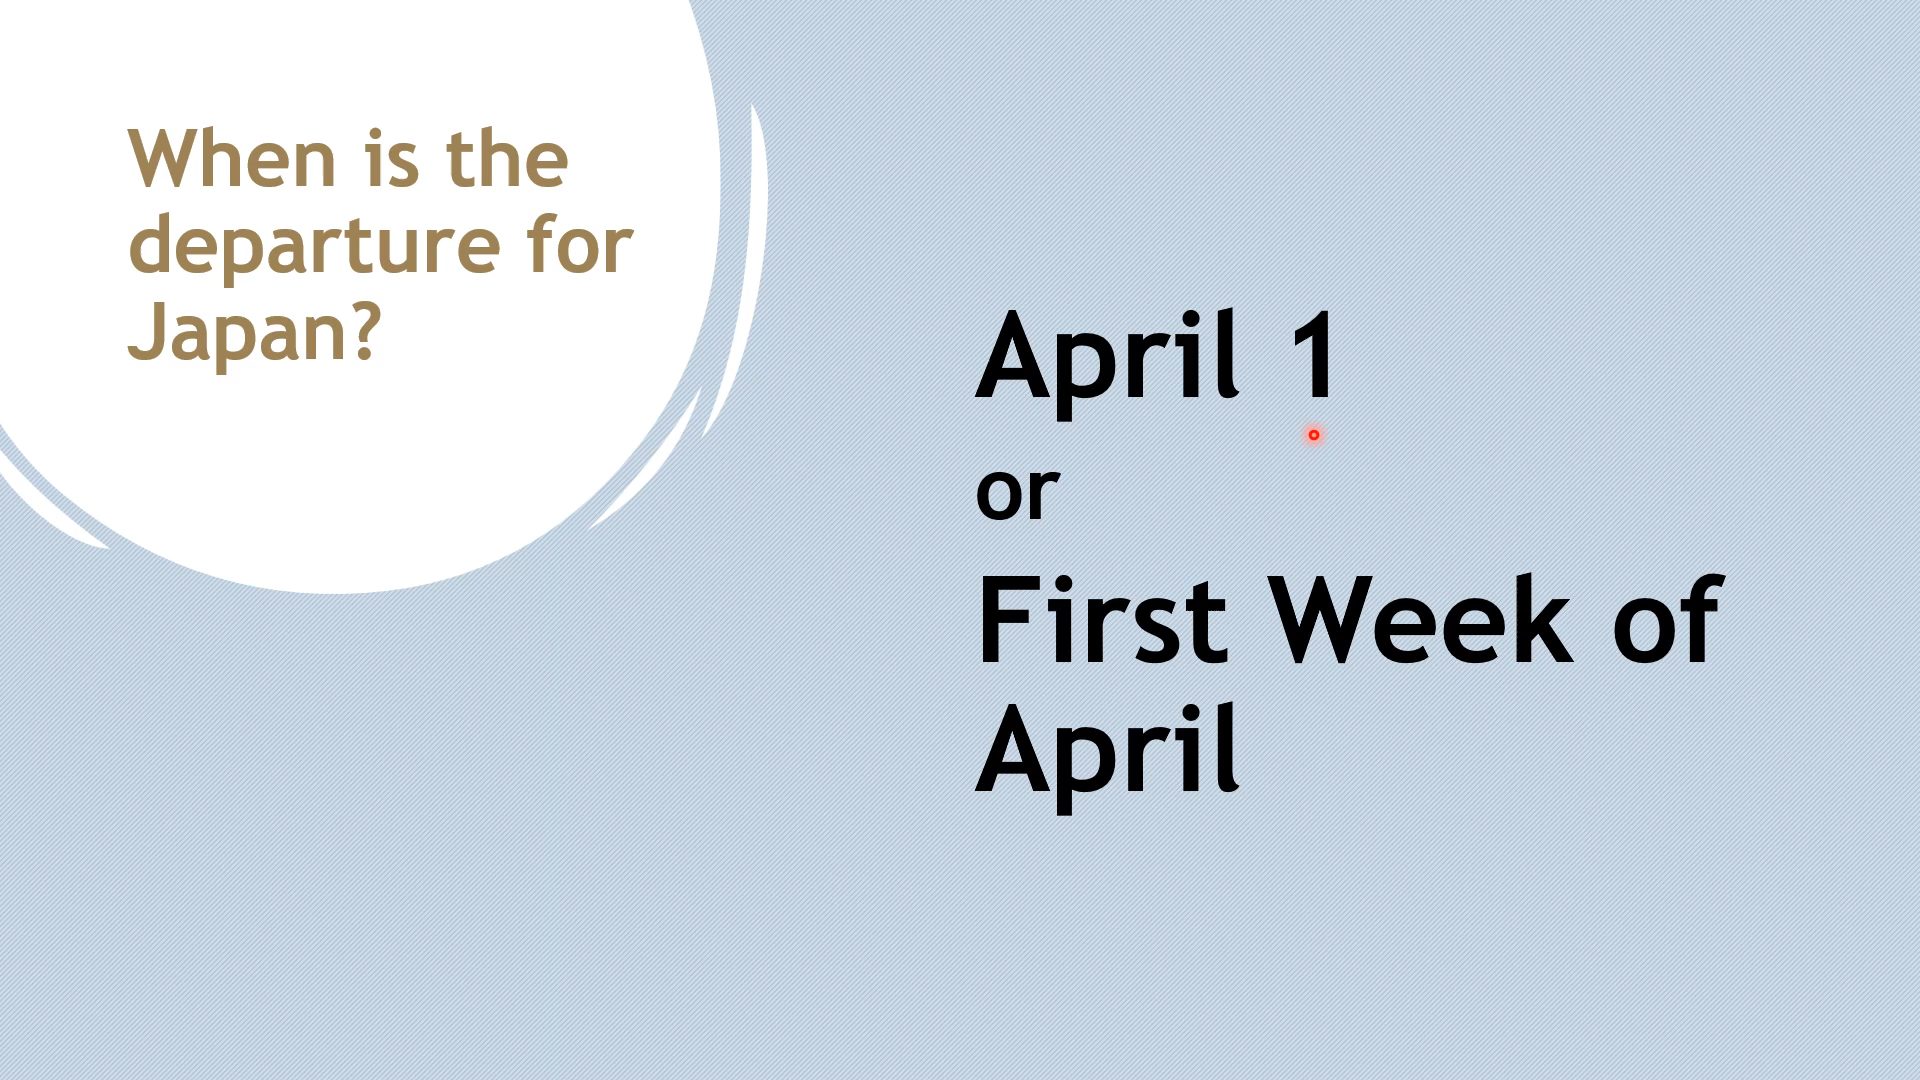 When is the
departure for
Japan?
April 1
or
First Week of
April